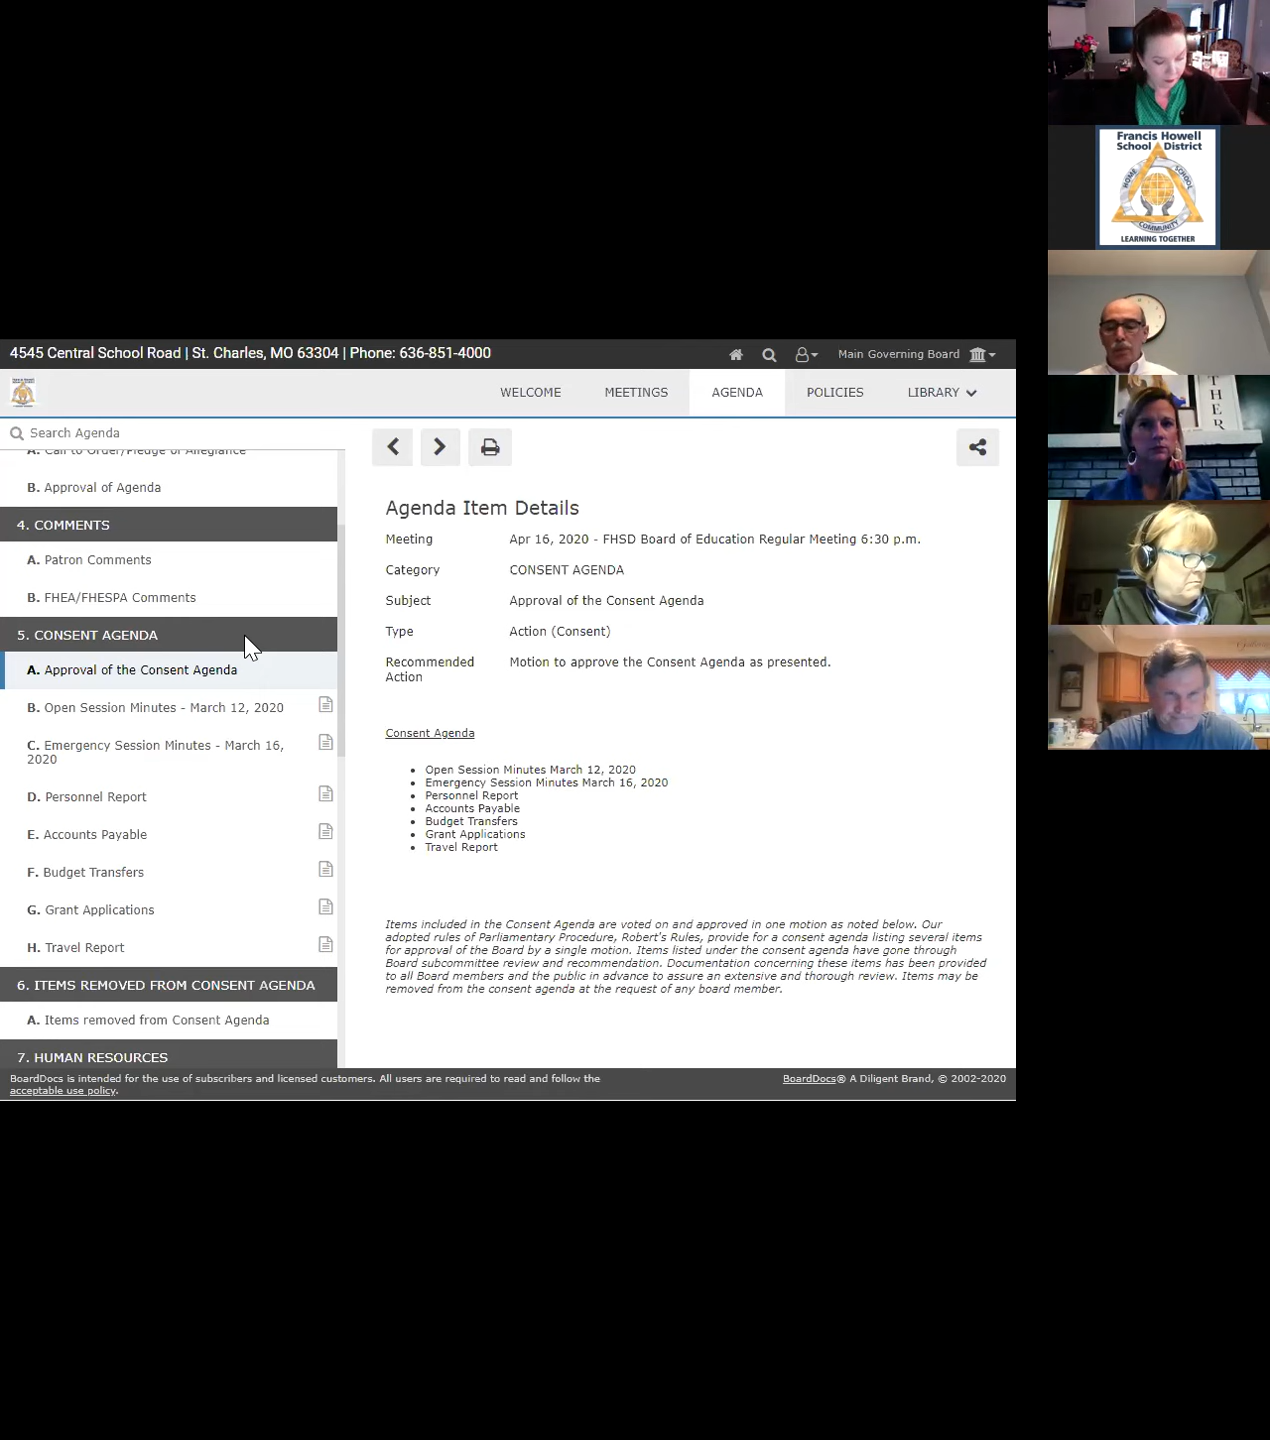 Francis Howell
School District
HOME
SCHOOL
COMMUNITY
LEARNING TOGETHER
THER
4545 Central School Road | St. Charles, MO 63304 | Phone: 636-851-4000
Main Governing Board
WELCOME
MEETINGS
AGENDA
POLICIES
LIBRARY
Search Agenda
A. Call to Order/Pledge of Allegiance
B. Approval of Agenda
4. COMMENTS
A. Patron Comments
B. FHEA/FHESPA Comments
5. CONSENT AGENDA
A. Approval of the Consent Agenda
B. Open Session Minutes - March 12, 2020
C. Emergency Session Minutes - March 16,
2020
D. Personnel Report
E. Accounts Payable
F. Budget Transfers
G. Grant Applications
H. Travel Report
6. ITEMS REMOVED FROM CONSENT AGENDA
A. Items removed from Consent Agenda
7. HUMAN RESOURCES
Agenda Item Details
Meeting Apr 16, 2020 - FHSD Board of Education Regular Meeting 6:30 p.m.
Category CONSENT AGENDA
Subject Approval of the Consent Agenda
Type Action (Consent)
Recommended Motion to approve the Consent Agenda as presented.
Action
Consent Agenda
• Open Session Minutes March 12, 2020
• Emergency Session Minutes March 16, 2020
• Personnel Report
• Accounts Payable
• Budget Transfers
• Grant Applications
• Travel Report
Items included in the Consent Agenda are voted on and approved in one motion as noted below. Our
adopted rules of Parliamentary Procedure, Robert's Rules, provide for a consent agenda listing several items
for approval of the Board by a single motion. Items listed under the consent agenda have gone through
Board subcommittee review and recommendation. Documentation concerning these items has been provided
to all Board members and the public in advance to assure an extensive and thorough review. Items may be
removed from the consent agenda at the request of any board member.
BoardDocs is intended for the use of subscribers and licensed customers. All users are required to read and follow the
acceptable use policy.
BoardDocs® A Diligent Brand, © 2002-2020